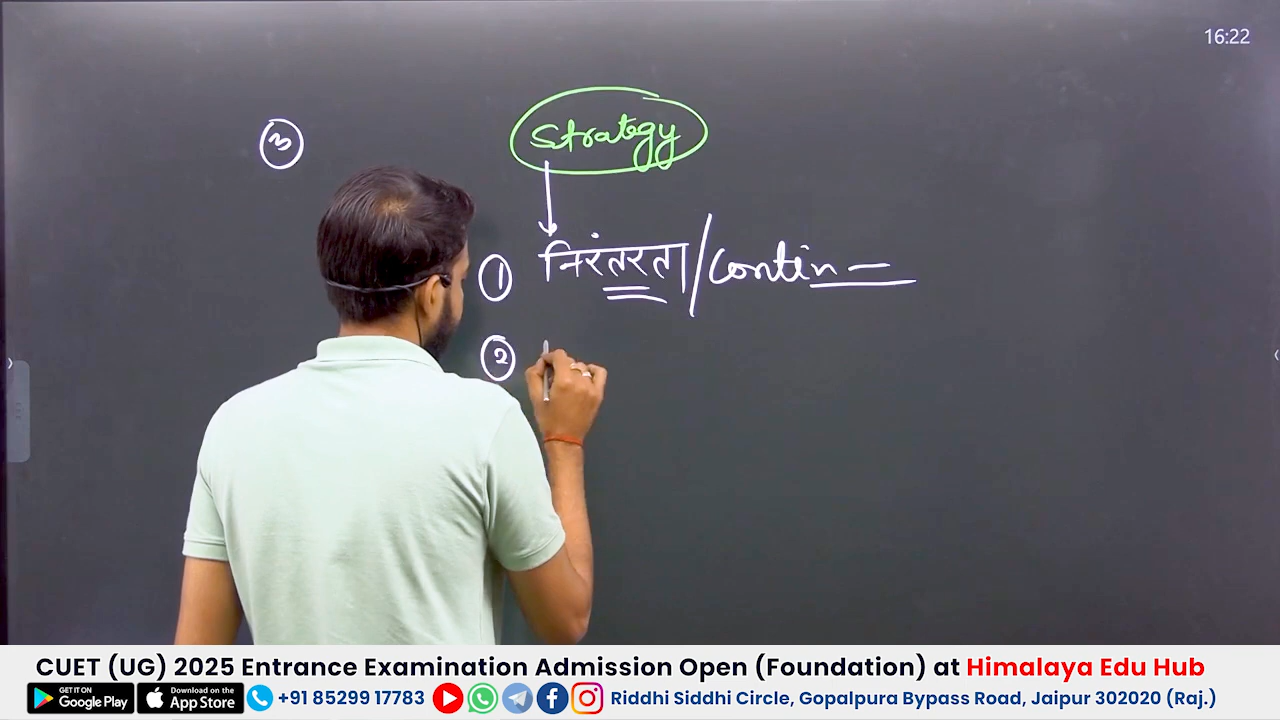 16:22
3
Strategy
1 निरंतरता/contin
2
CUET (UG) 2025 Entrance Examination Admission Open (Foundation) at Himalaya Edu Hub
GET IT ON Google Play Download on the App Store +91 85299 17783 Riddhi Siddhi Circle, Gopalpura Bypass Road, Jaipur 302020 (Raj.)